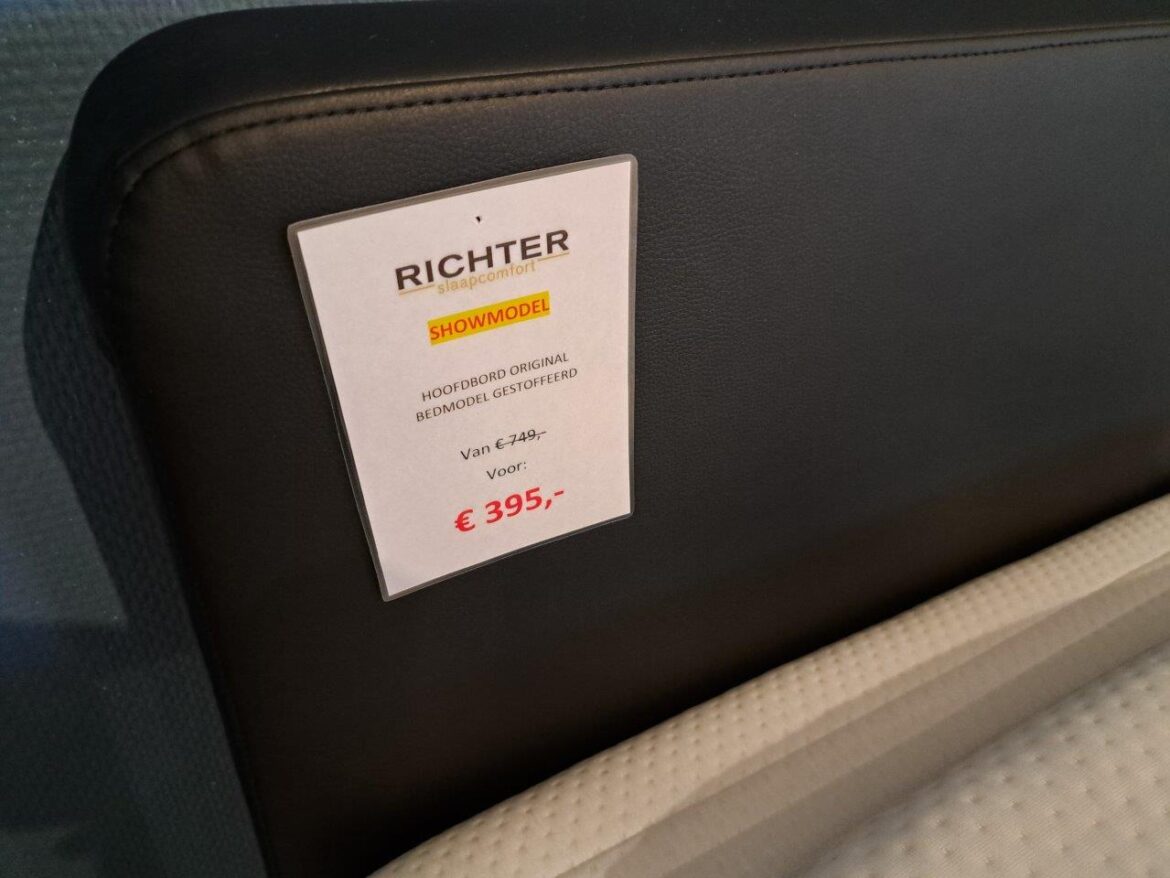 RICHTER
slaapcomfort
SHOWMODEL
HOOFDBORD ORIGINAL
BEDMODEL GESTOFFEERD
Van € 749,-
Voor:
€ 395,-